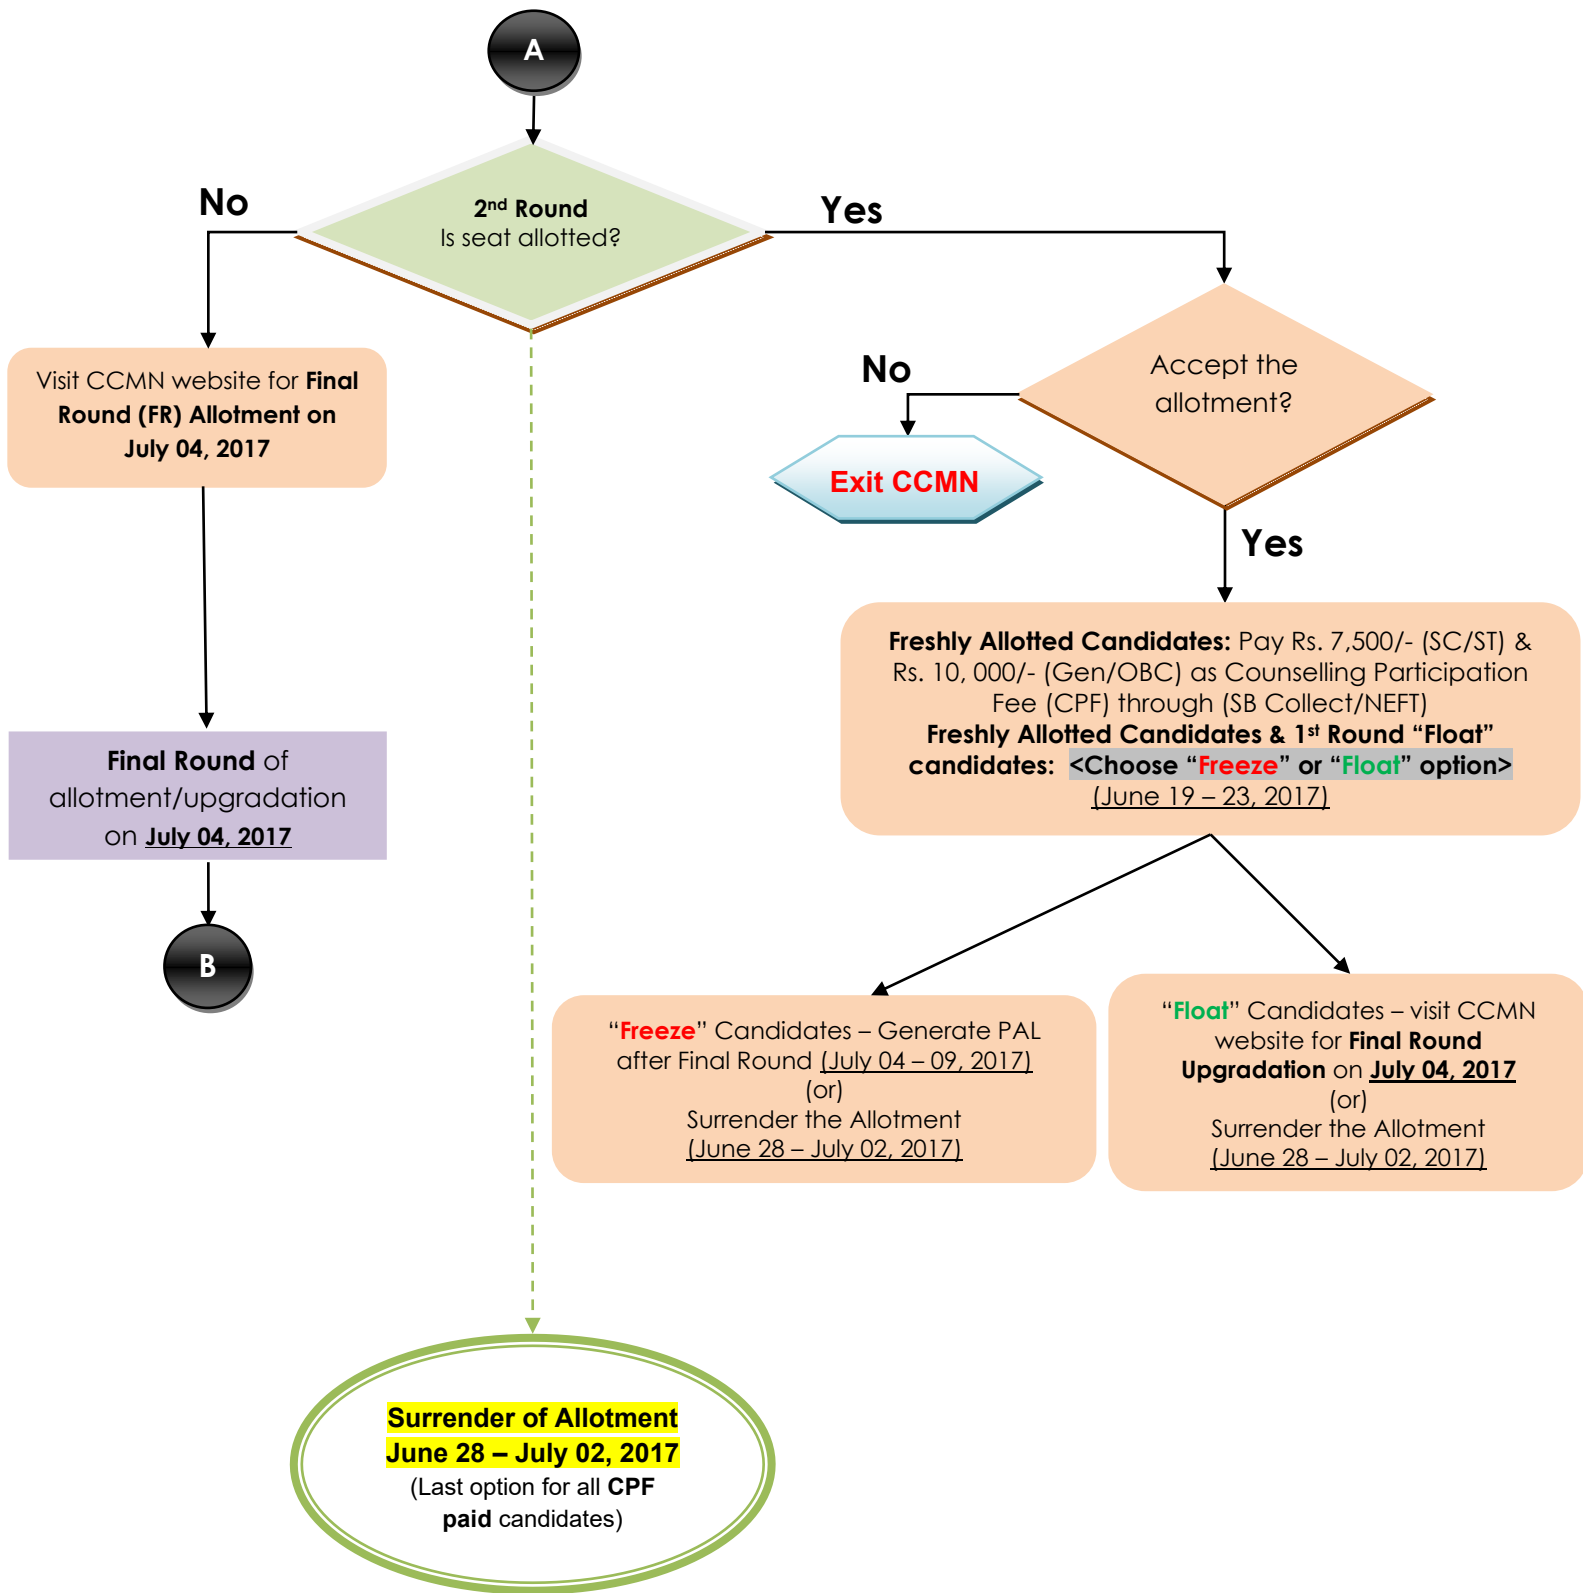 A
No
2nd Round
Is seat allotted?
Yes
Visit CCMN website for Final
Round (FR) Allotment on
July 04, 2017
No
Accept the
allotment?
Exit CCMN
Yes
Freshly Allotted Candidates: Pay Rs. 7,500/- (SC/ST) &
Rs. 10, 000/- (Gen/OBC) as Counselling Participation
Fee (CPF) through (SB Collect/NEFT)
Freshly Allotted Candidates & 1st Round “Float”
candidates: <Choose “Freeze” or “Float” option>
(June 19 – 23, 2017)
Final Round of
allotment/upgradation
on July 04, 2017
B
“Freeze” Candidates – Generate PAL
after Final Round (July 04 – 09, 2017)
(or)
Surrender the Allotment
(June 28 – July 02, 2017)
“Float” Candidates – visit CCMN
website for Final Round
Upgradation on July 04, 2017
(or)
Surrender the Allotment
(June 28 – July 02, 2017)
Surrender of Allotment
June 28 – July 02, 2017
(Last option for all CPF
paid candidates)